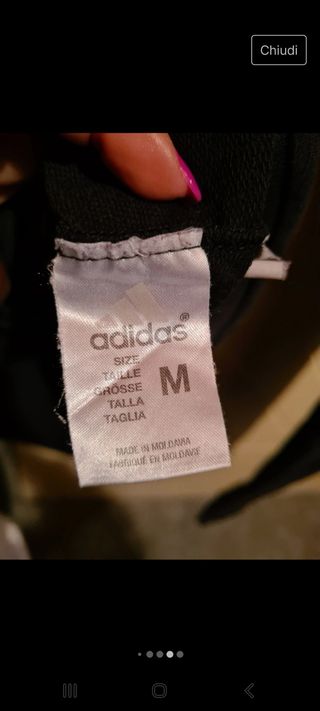 Chiudi
adidas®
SIZE
TAILLE
GRÖSSE
TALLA
TAGLIA
M
MADE IN MOLDAVIA
FABRIQUÉ EN MOLDAVIE